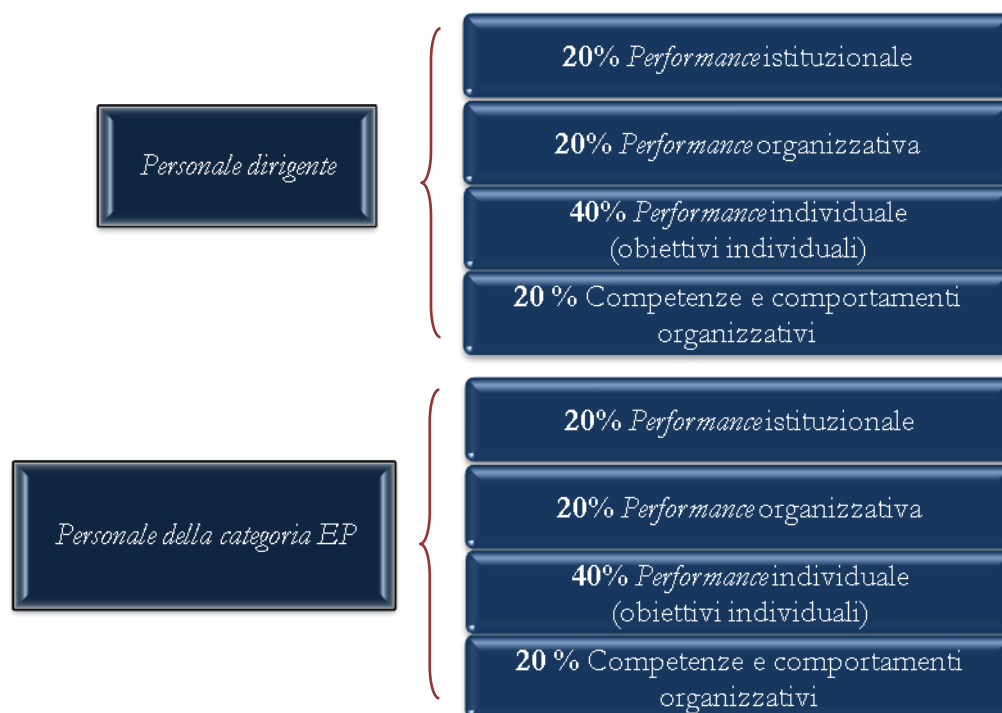 Personale dirigente
20% Performance istituzionale
20% Performance organizzativa
40% Performance individuale
(obiettivi individuali)
20 % Competenze e comportamenti
organizzativi
Personale della categoria EP
20% Performance istituzionale
20% Performance organizzativa
40% Performance individuale
(obiettivi individuali)
20 % Competenze e comportamenti
organizzativi